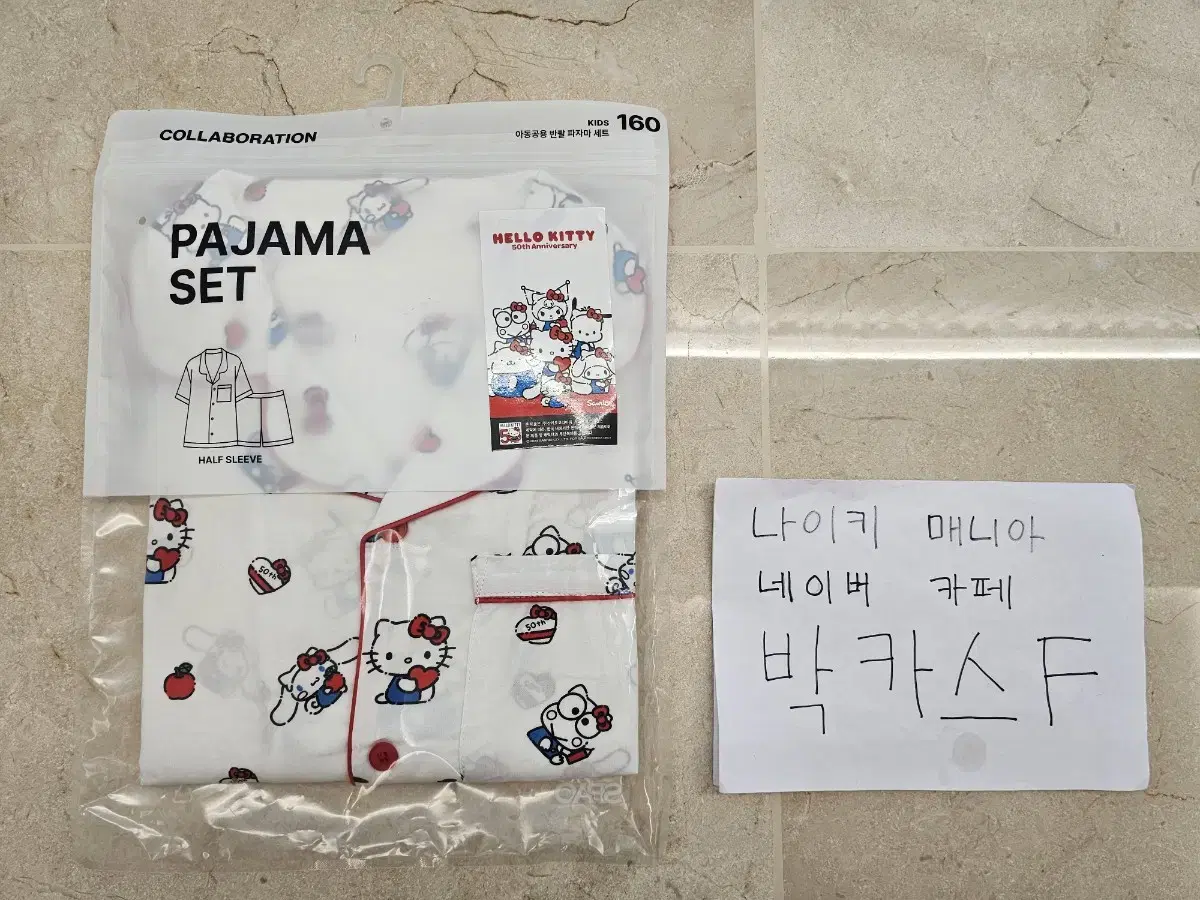 COLLABORATION
KIDS 160
아동공용 반팔 파자마 세트
PAJAMA
SET
HELLO KITTY
50th Anniversary
Sanrio
HALF SLEEVE
50th
50th
나이키 매니아
네이버 카페
박카스F